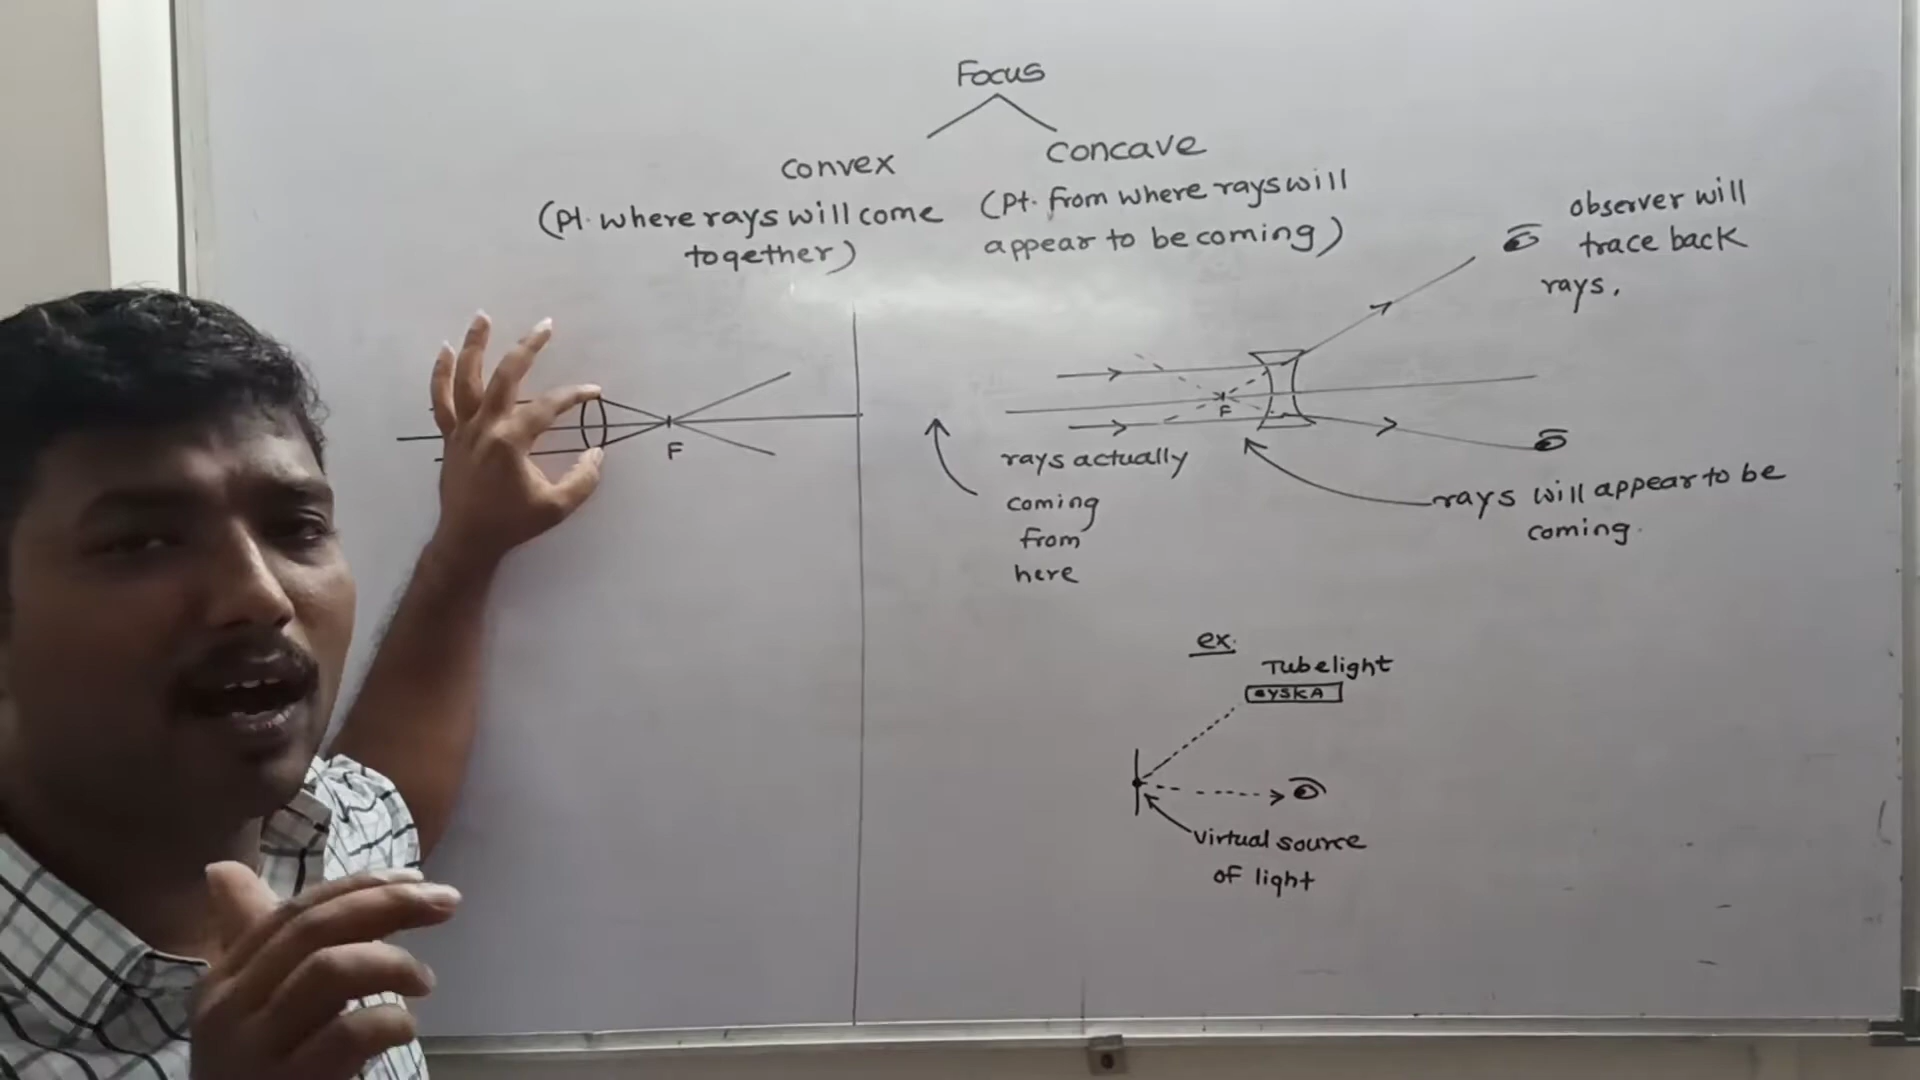 Focus
convex
(Pt. where rays will come
together)
concave
(Pt. from where rays will
appear to be coming)
observer will
trace back
rays.
F
F
rays actually
coming
from
here
rays will appear to be
coming.
ex.
Tubelight
SYSKA
virtual source
of light